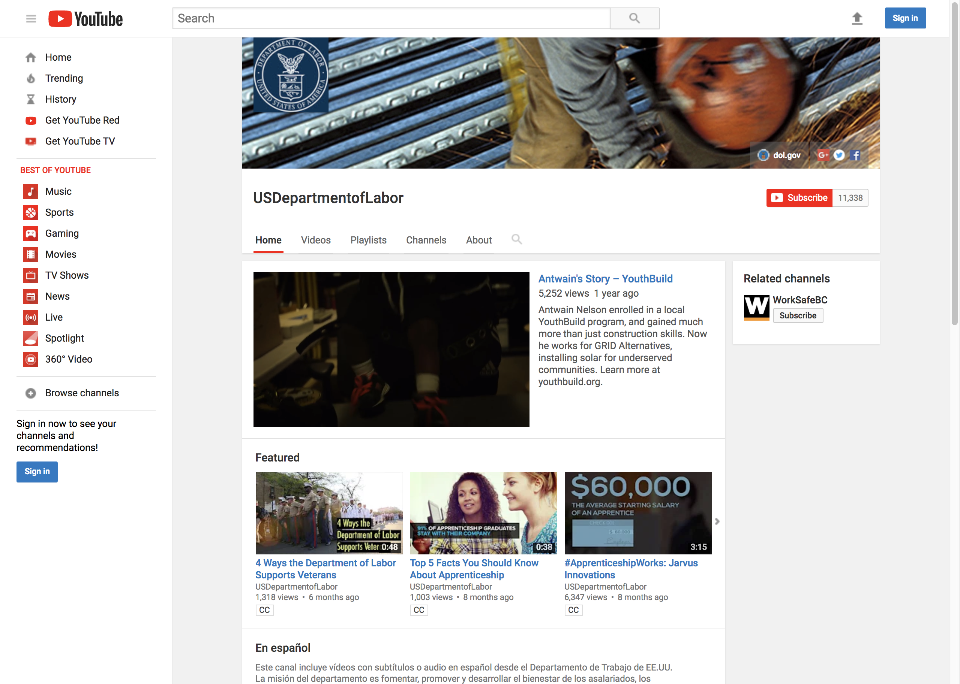 YouTube
Search
Sign in
Home
Trending
History
Get YouTube Red
Get YouTube TV
BEST OF YOUTUBE
Music
Sports
Gaming
Movies
TV Shows
News
Live
Spotlight
360° Video
Browse channels
Sign in now to see your
channels and
recommendations!
Sign in
DEPARTMENT OF LABOR
UNITED STATES OF AMERICA
dol.gov
G+
f
USDepartmentofLabor
Subscribe 11,338
Home Videos Playlists Channels About
Antwain's Story – YouthBuild
5,252 views 1 year ago
Antwain Nelson enrolled in a local
YouthBuild program, and gained much
more than just construction skills. Now
he works for GRID Alternatives,
installing solar for underserved
communities. Learn more at
youthbuild.org.
Related channels
W
WorkSafeBC
Subscribe
Featured
4 Ways the
Department of Labor
Supports Veter
0:48
4 Ways the Department of Labor
Supports Veterans
USDepartmentofLabor
1,318 views • 6 months ago
CC
OF APPRENTICESHIP GRADUATES
STAY WITH THEIR COMPANY
0:38
Top 5 Facts You Should Know
About Apprenticeship
USDepartmentofLabor
1,003 views • 8 months ago
CC
$60,000
THE AVERAGE STARTING SALARY
OF AN APPRENTICE
3:15
#ApprenticeshipWorks: Jarvus
Innovations
USDepartmentofLabor
6,347 views • 8 months ago
CC
En español
Este canal incluye vídeos con subtítulos o audio en español desde el Departamento de Trabajo de EE.UU.
La misión del departamento es fomentar, promover y desarrollar el bienestar de los asalariados, los